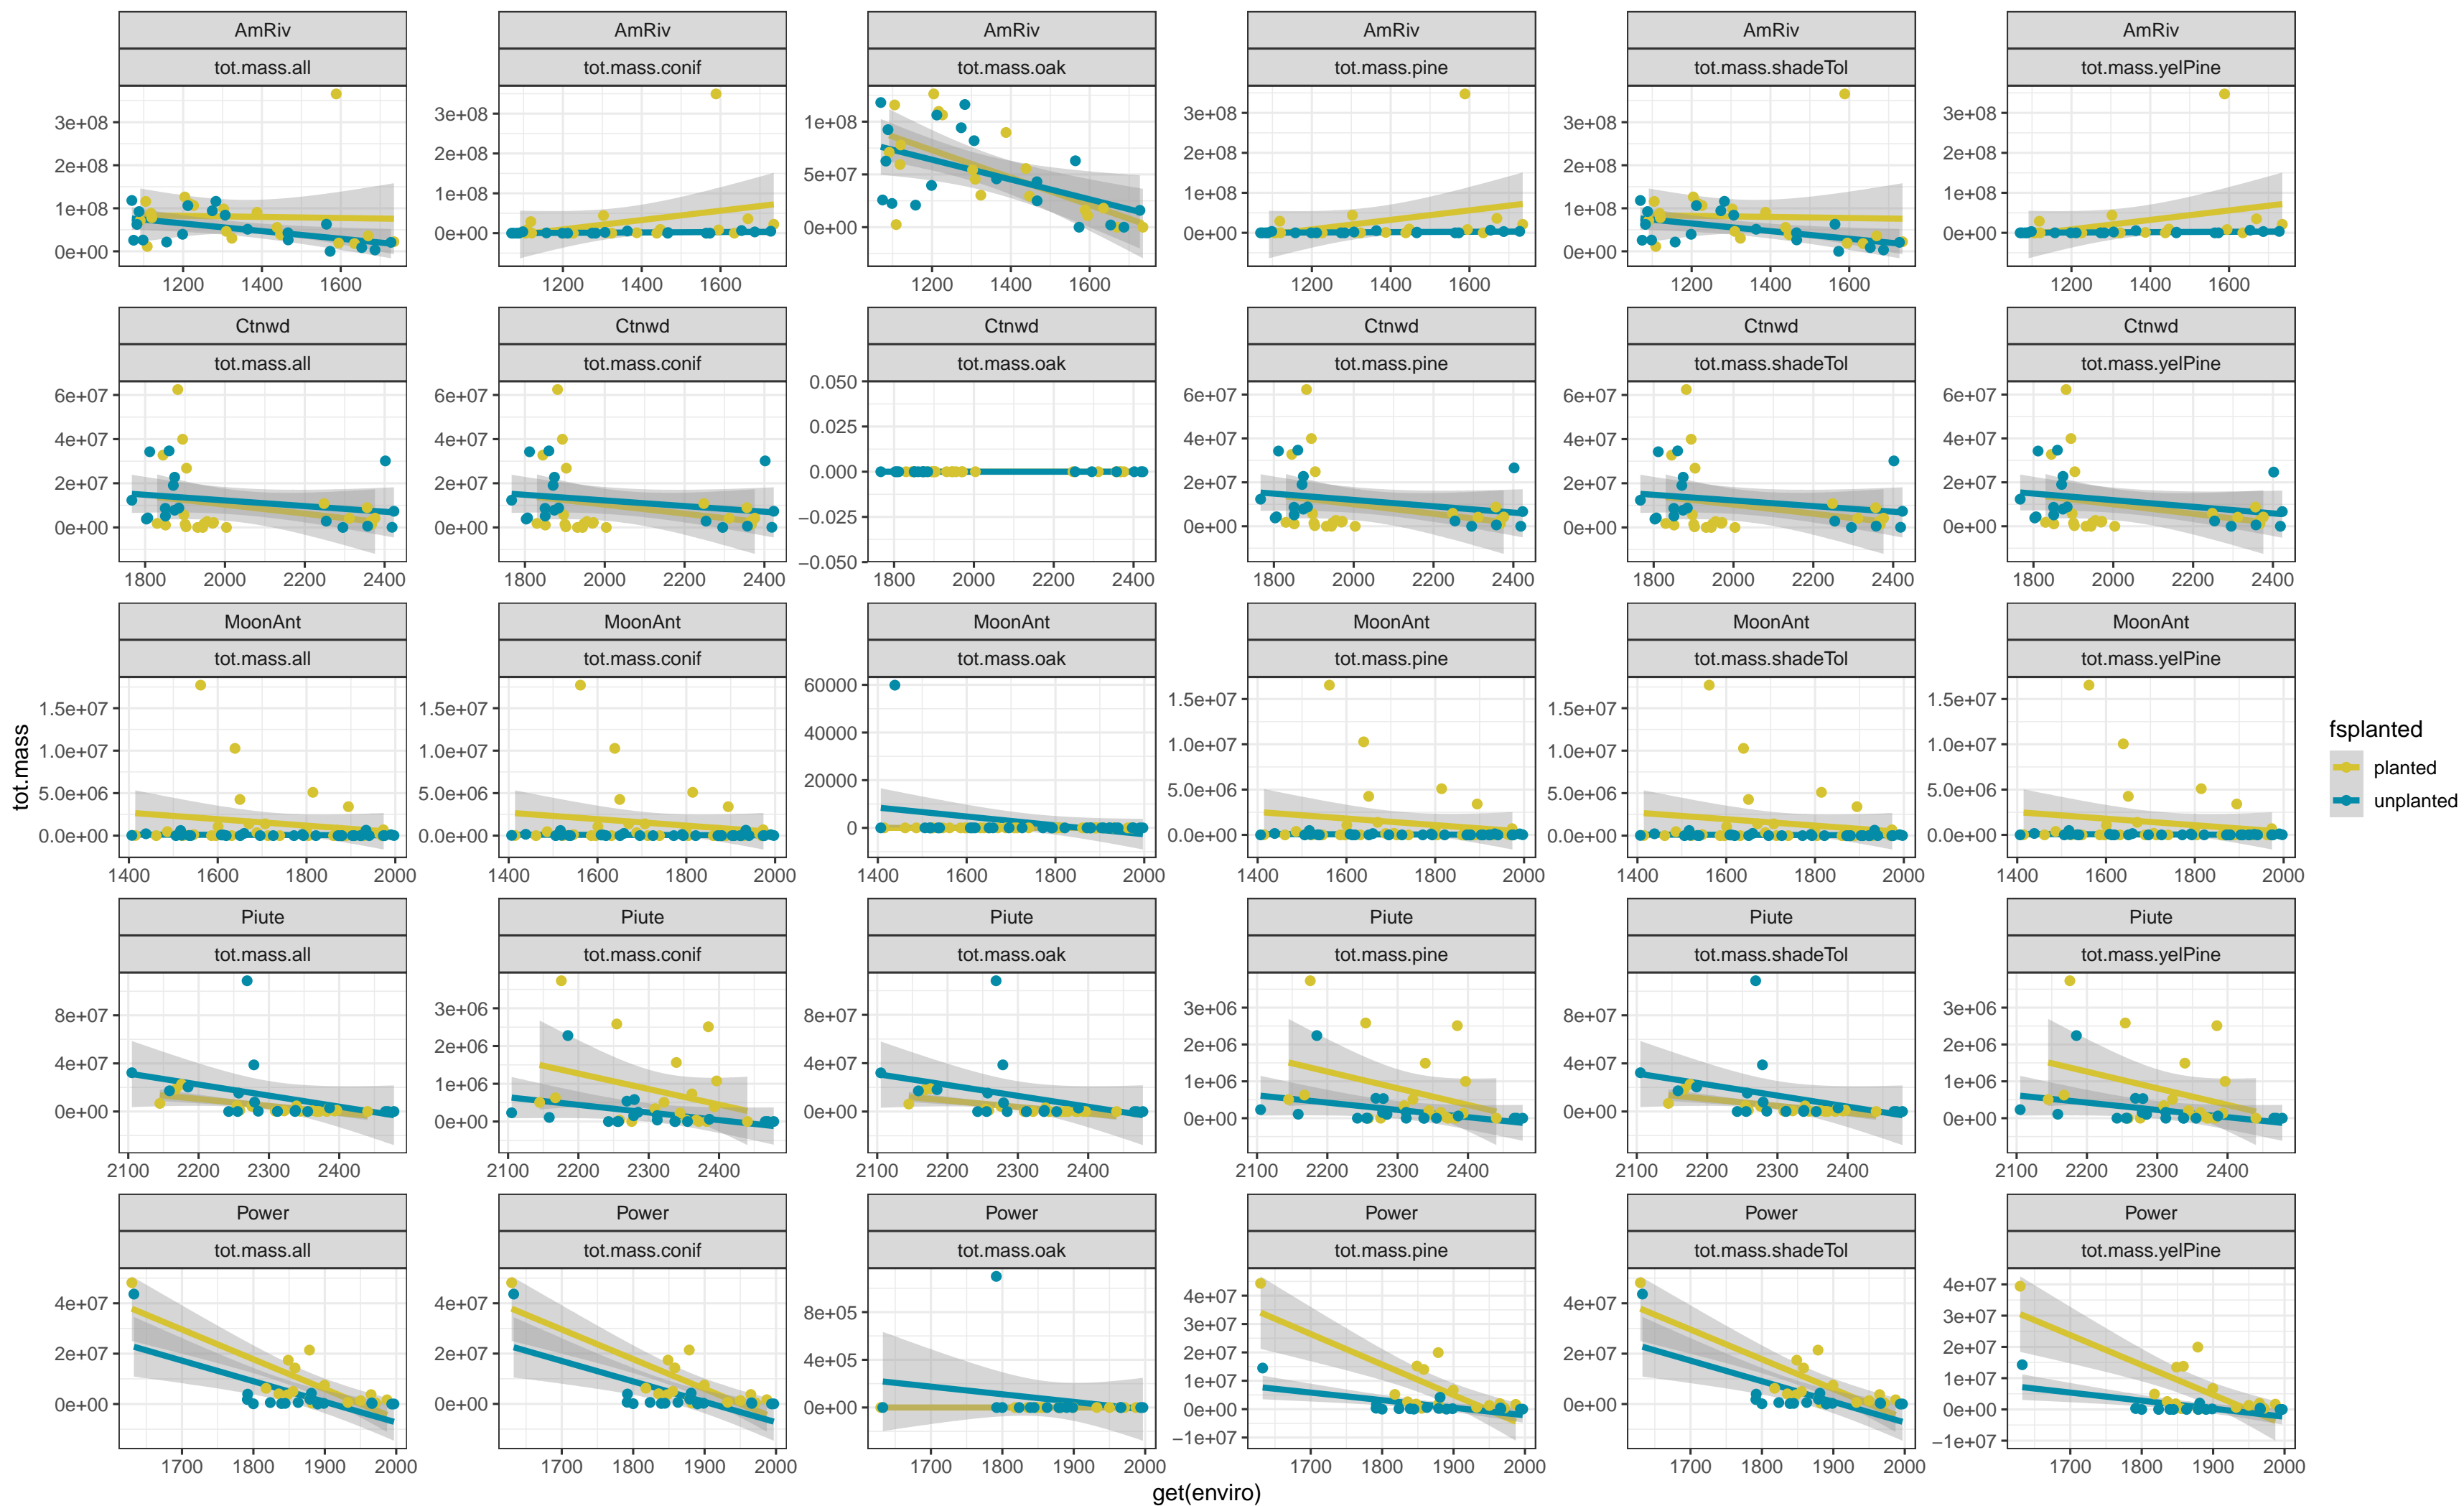 AmRiv AmRiv AmRiv AmRiv AmRiv AmRiv
tot.mass.all tot.mass.conif tot.mass.oak tot.mass.pine tot.mass.shadeTol tot.mass.yelPine
3e+08 3e+08 1e+08 3e+08 3e+08 3e+08
2e+08 2e+08 5e+07 2e+08 2e+08 2e+08
1e+08 1e+08 0e+00 1e+08 1e+08 1e+08
0e+00 0e+00 0e+00 0e+00 0e+00
1200 1400 1600 1200 1400 1600 1200 1400 1600 1200 1400 1600 1200 1400 1600 1200 1400 1600
Ctnwd Ctnwd Ctnwd Ctnwd Ctnwd Ctnwd
tot.mass.all tot.mass.conif tot.mass.oak tot.mass.pine tot.mass.shadeTol tot.mass.yelPine
6e+07 6e+07 0.050 6e+07 6e+07 6e+07
4e+07 4e+07 0.025 4e+07 4e+07 4e+07
2e+07 2e+07 0.000 2e+07 2e+07 2e+07
0e+00 0e+00 −0.025 0e+00 0e+00 0e+00
−0.050
1800 2000 2200 2400 1800 2000 2200 2400 1800 2000 2200 2400 1800 2000 2200 2400 1800 2000 2200 2400 1800 2000 2200 2400
MoonAnt MoonAnt MoonAnt MoonAnt MoonAnt MoonAnt
tot.mass.all tot.mass.conif tot.mass.oak tot.mass.pine tot.mass.shadeTol tot.mass.yelPine
1.5e+07 1.5e+07 60000 1.5e+07 1.5e+07 1.5e+07
1.0e+07 1.0e+07 40000 1.0e+07 1.0e+07 1.0e+07
5.0e+06 5.0e+06 20000 5.0e+06 5.0e+06 5.0e+06
0.0e+00 0.0e+00 0 0.0e+00 0.0e+00 0.0e+00
1400 1600 1800 2000 1400 1600 1800 2000 1400 1600 1800 2000 1400 1600 1800 2000 1400 1600 1800 2000 1400 1600 1800 2000
Piute Piute Piute Piute Piute Piute
tot.mass.all tot.mass.conif tot.mass.oak tot.mass.pine tot.mass.shadeTol tot.mass.yelPine
8e+07 3e+06 8e+07 3e+06 8e+07 3e+06
4e+07 2e+06 4e+07 2e+06 4e+07 2e+06
0e+00 1e+06 0e+00 1e+06 0e+00 1e+06
0e+00 0e+00 0e+00
2100 2200 2300 2400 2100 2200 2300 2400 2100 2200 2300 2400 2100 2200 2300 2400 2100 2200 2300 2400 2100 2200 2300 2400
Power Power Power Power Power Power
tot.mass.all tot.mass.conif tot.mass.oak tot.mass.pine tot.mass.shadeTol tot.mass.yelPine
4e+07 4e+07 8e+05 4e+07 4e+07 4e+07
2e+07 2e+07 4e+05 3e+07 2e+07 3e+07
0e+00 0e+00 0e+00 2e+07 0e+00 2e+07
1e+07 1e+07
0e+00 0e+00
−1e+07 −1e+07
1700 1800 1900 2000 1700 1800 1900 2000 1700 1800 1900 2000 1700 1800 1900 2000 1700 1800 1900 2000 1700 1800 1900 2000
get(enviro)
tot.mass
fsplanted
planted
unplanted